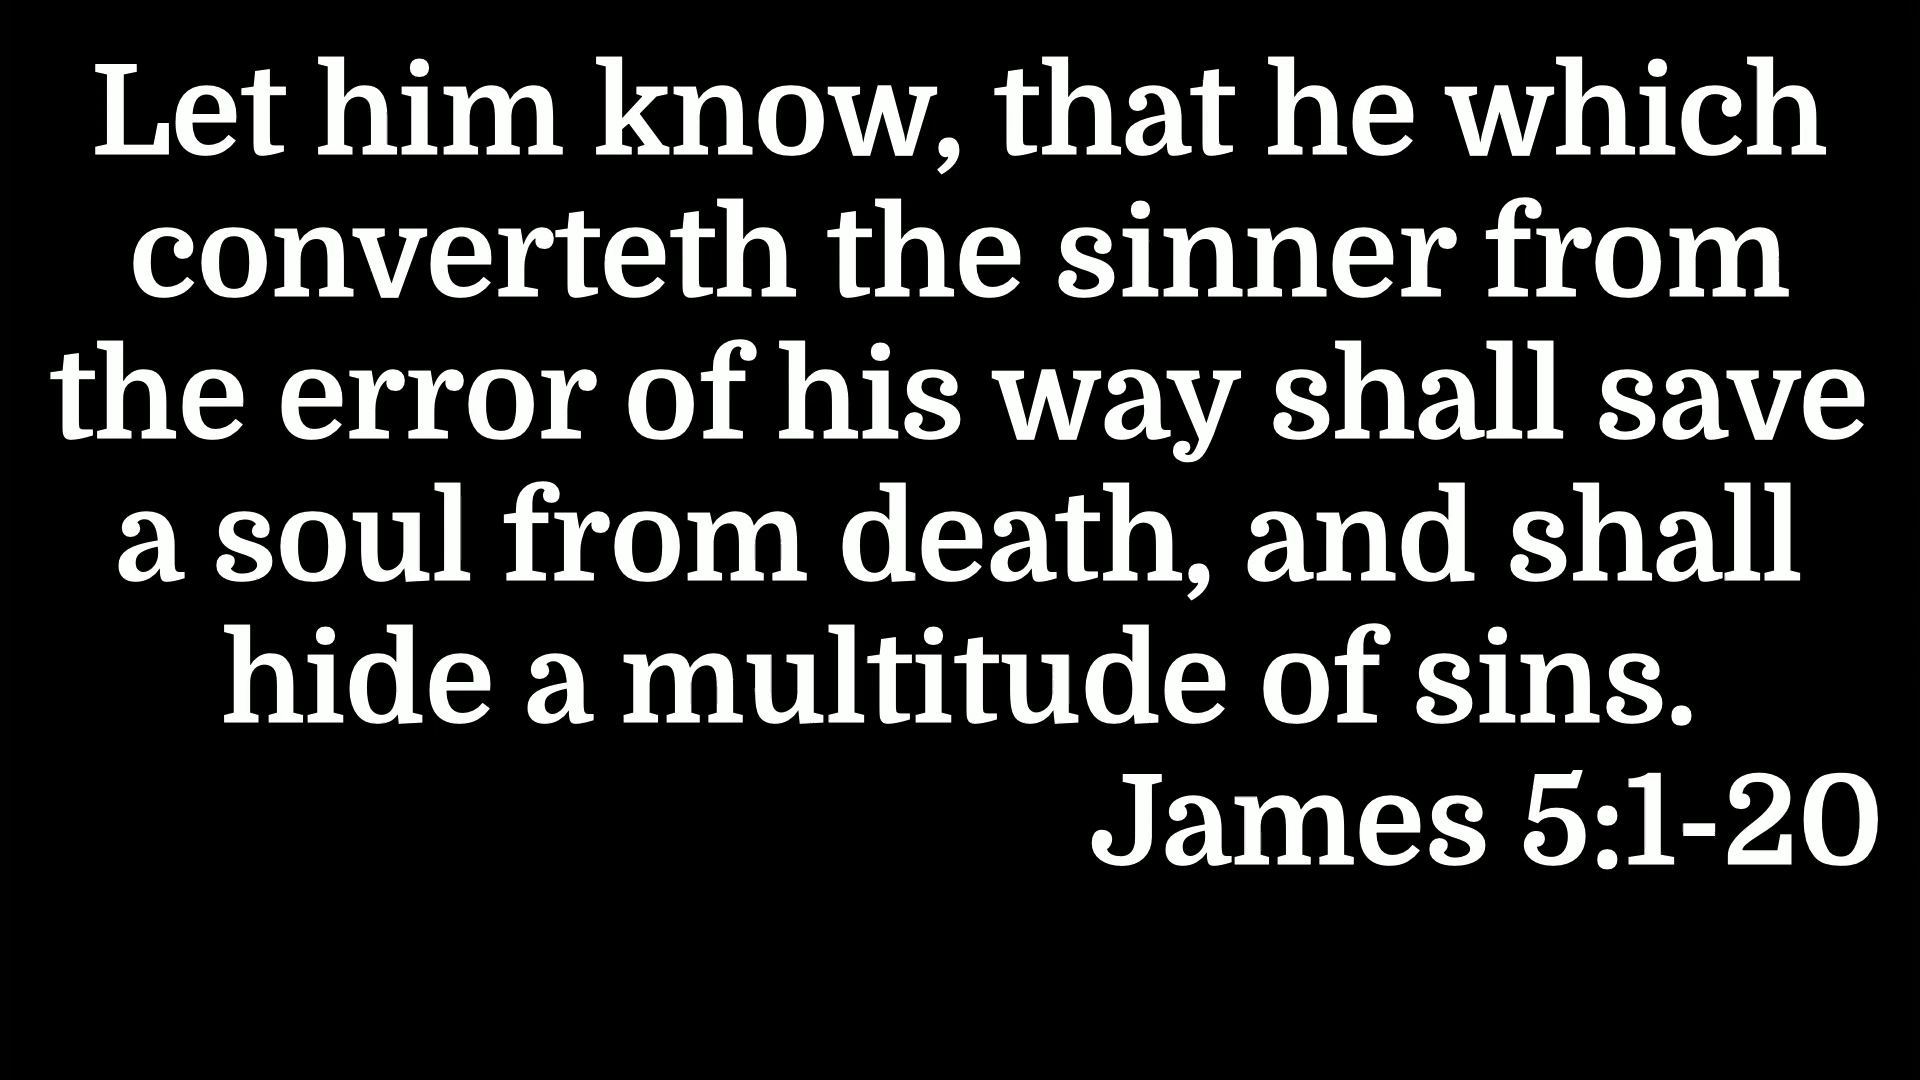 Let him know, that he which
converteth the sinner from
the error of his way shall save
a soul from death, and shall
hide a multitude of sins.
James 5:1-20